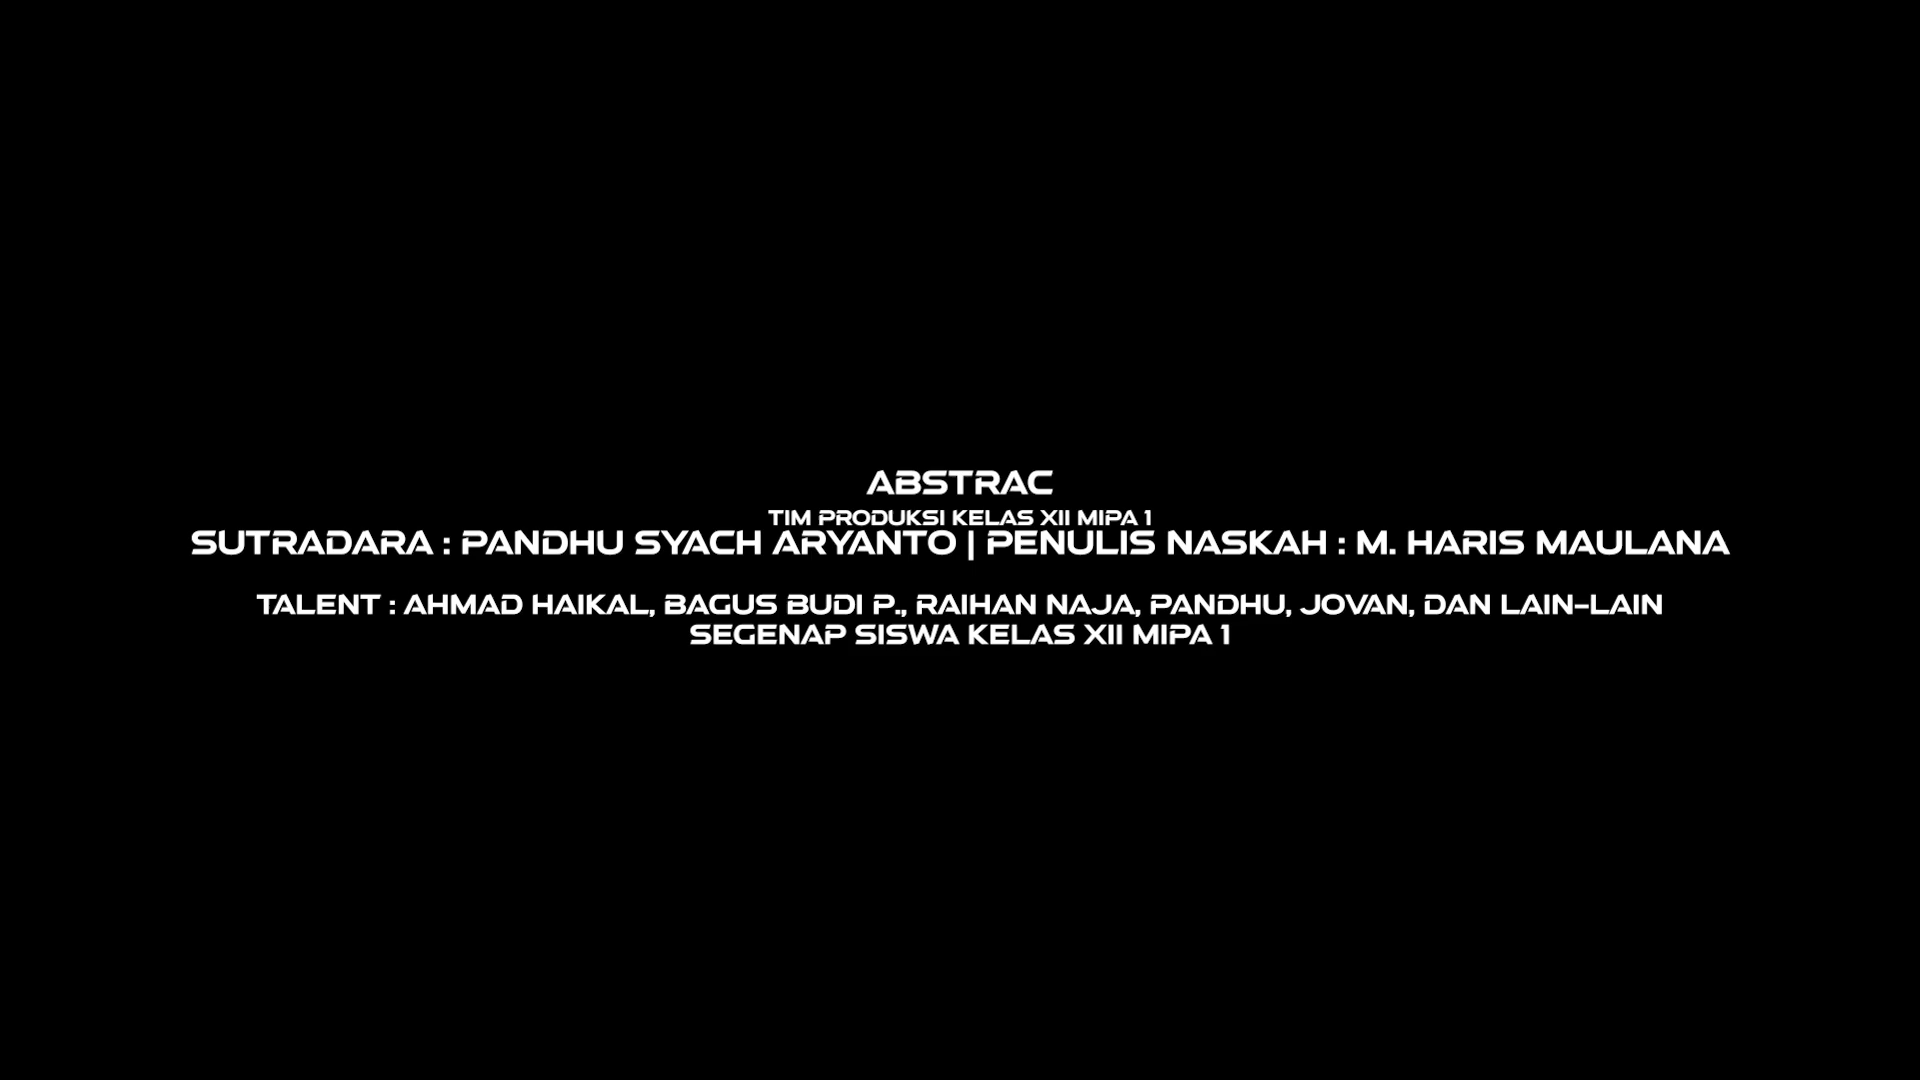 ABSTRAC
TIM PRODUKSI KELAS XII MIPA 1
SUTRADARA : PANDHU SYACH ARYANTO | PENULIS NASKAH : M. HARIS MAULANA
TALENT : AHMAD HAIKAL, BAGUS BUDI P., RAIHAN NAJA, PANDHU, JOVAN, DAN LAIN-LAIN
SEGENAP SISWA KELAS XII MIPA 1